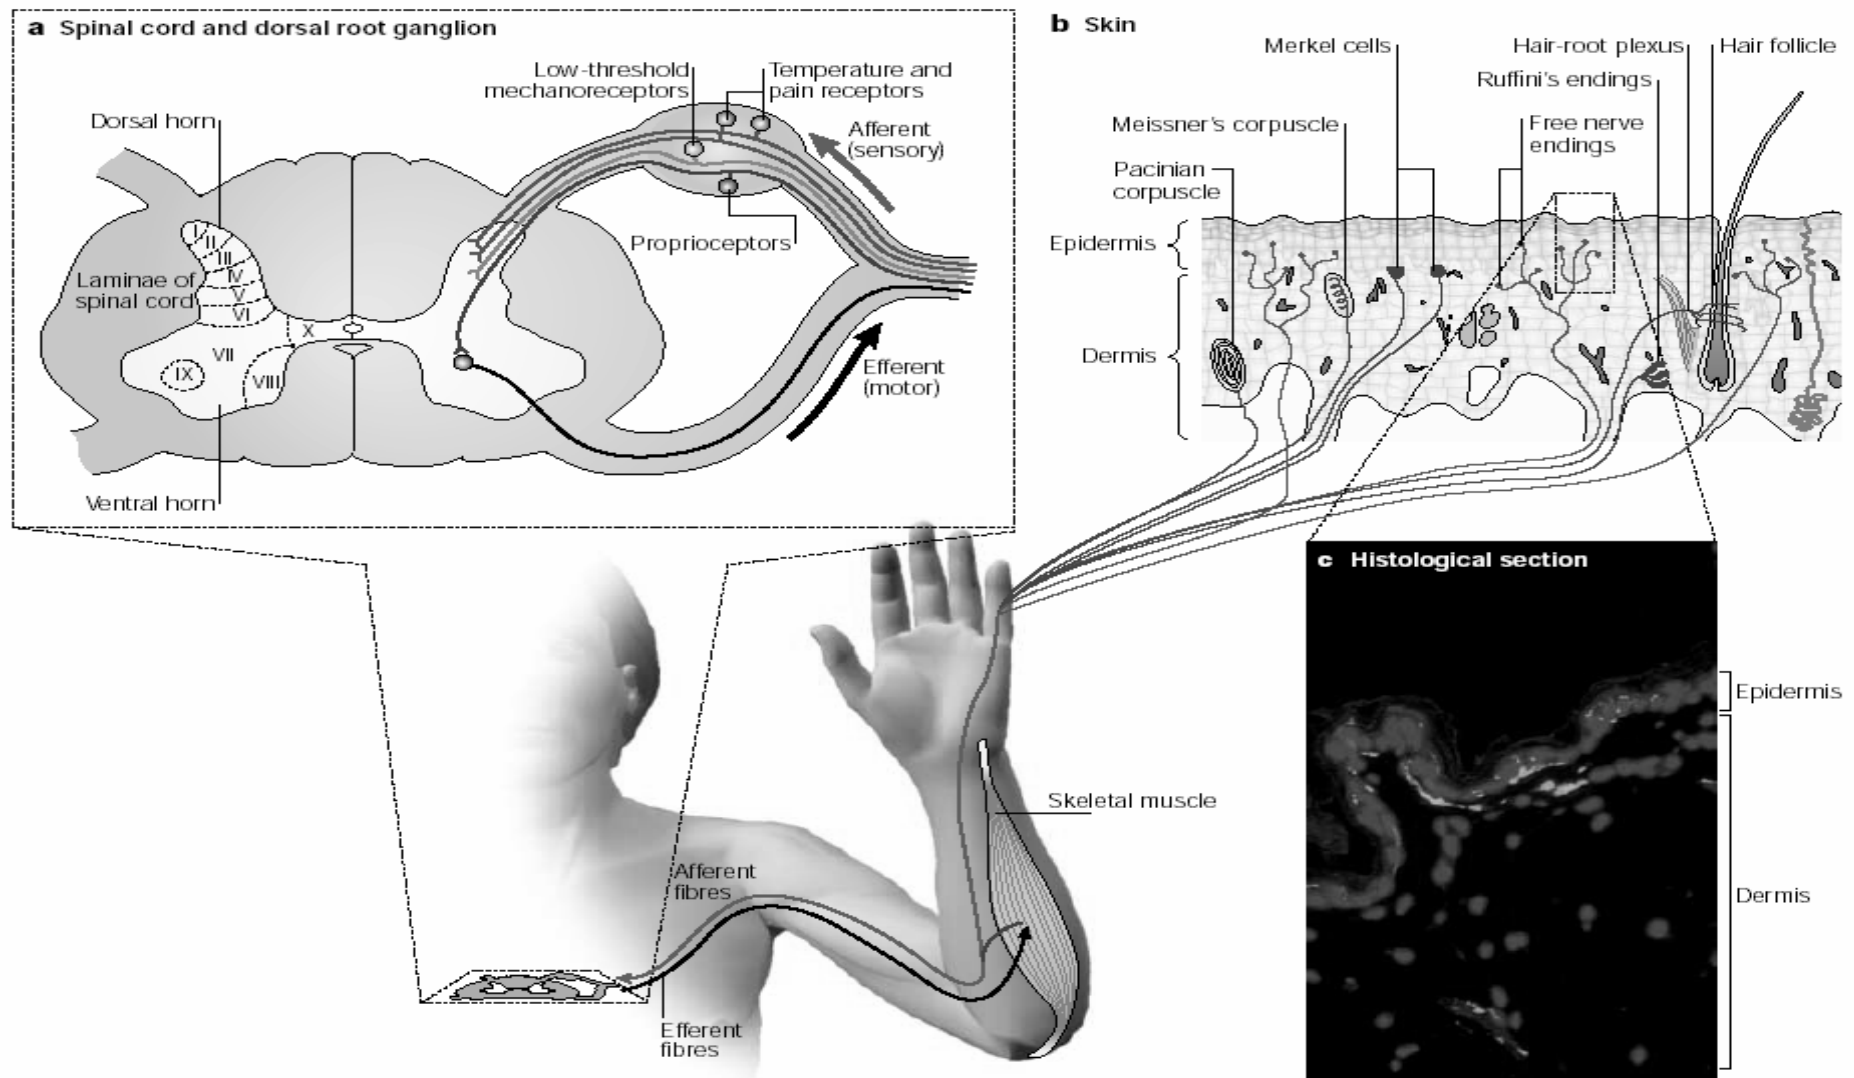 a Spinal cord and dorsal root ganglion
Low-threshold
mechanoreceptors
Temperature and
pain receptors
Dorsal horn
Afferent
(sensory)
Proprioceptors
I
II
III
IV
V
VI
Laminae of
spinal cord
X
VII
IX
VIII
Efferent
(motor)
Ventral horn
b Skin
Merkel cells
Hair-root plexus
Hair follicle
Ruffini's endings
Meissner's corpuscle
Free nerve
endings
Pacinian
corpuscle
Epidermis
Dermis
c Histological section
Epidermis
Dermis
Skeletal muscle
Afferent
fibres
Efferent
fibres